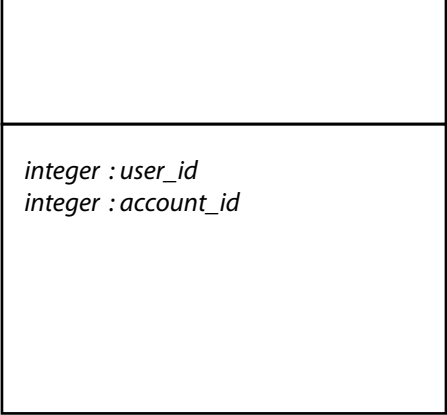 integer : user_id
integer : account_id